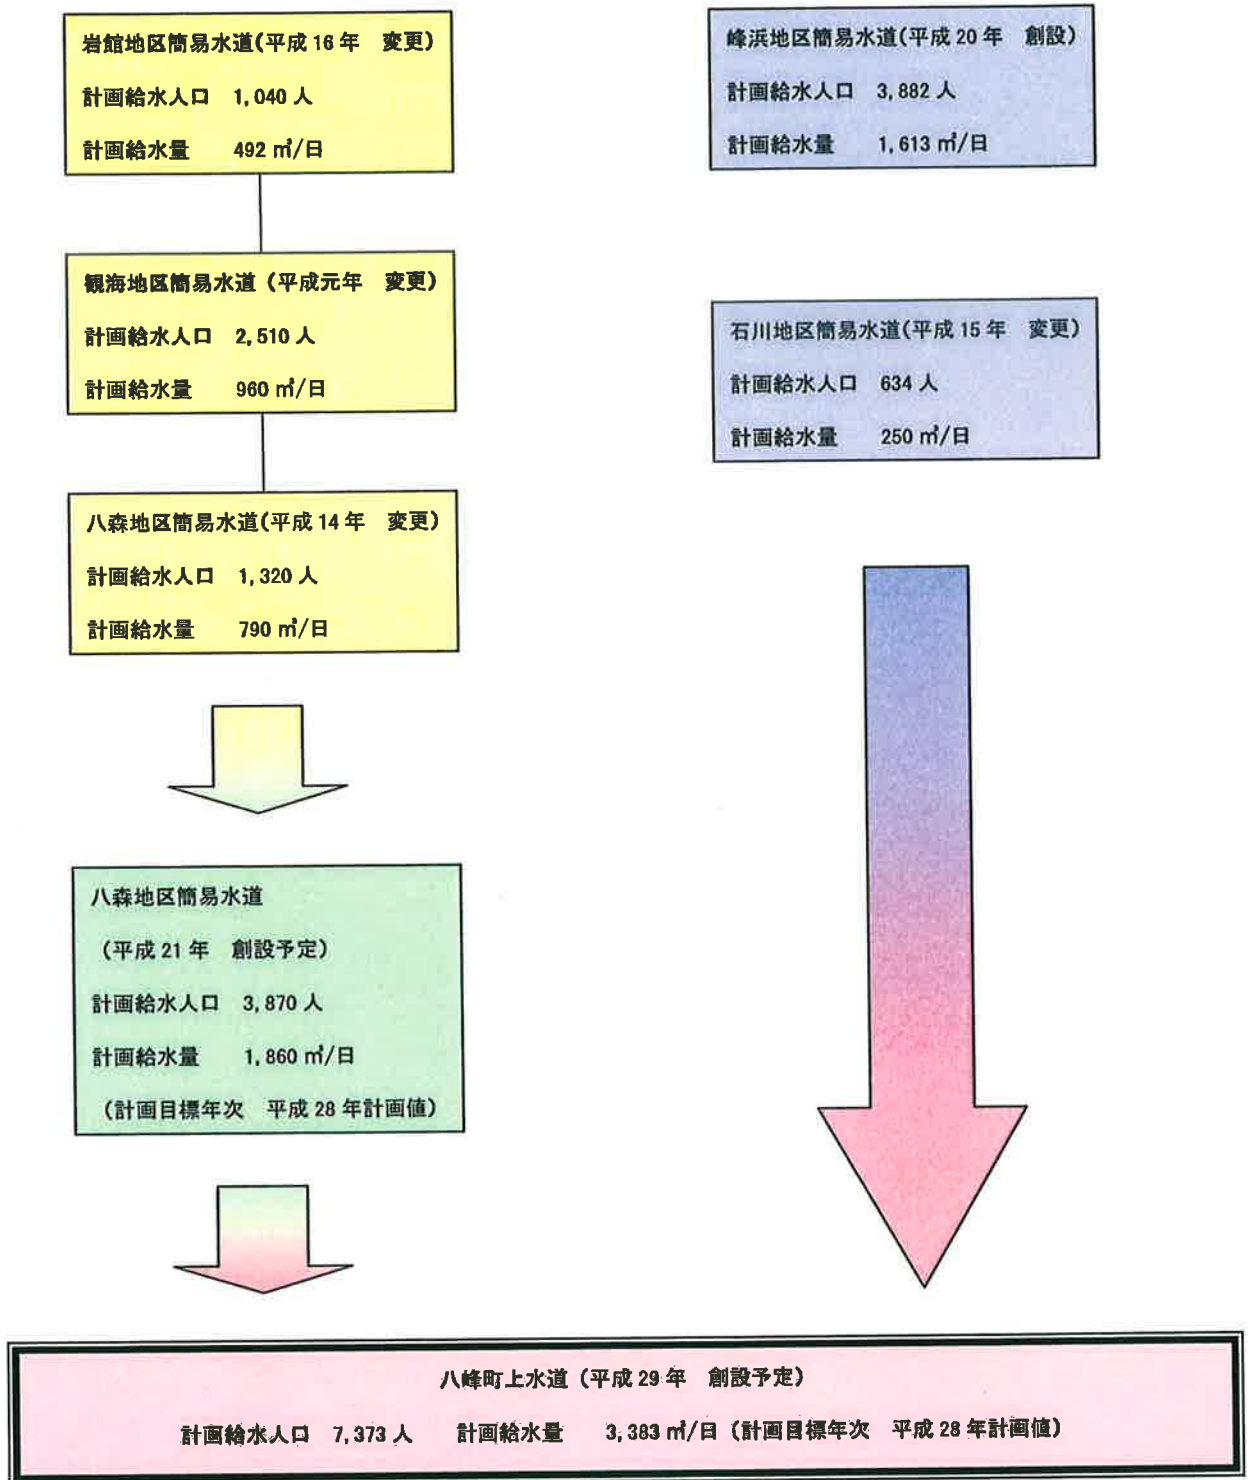 岩館地区簡易水道(平成16年　変更)
計画給水人口　1,040人
計画給水量　　492㎥/日
観海地区簡易水道（平成元年　変更）
計画給水人口　2,510人
計画給水量　　960㎥/日
八森地区簡易水道(平成14年　変更)
計画給水人口　1,320人
計画給水量　　790㎥/日
峰浜地区簡易水道(平成20年　創設)
計画給水人口　3,882人
計画給水量　　1,613㎥/日
石川地区簡易水道(平成15年　変更)
計画給水人口　634人
計画給水量　　250㎥/日
八森地区簡易水道
（平成21年　創設予定）
計画給水人口　3,870人
計画給水量　　1,860㎥/日
（計画目標年次　平成28年計画値）
八峰町上水道（平成29年　創設予定）
計画給水人口　7,373人　　計画給水量　　3,383㎥/日（計画目標年次　平成28年計画値）